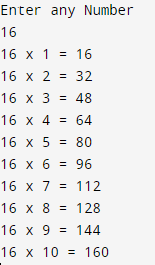 Enter any Number
16
16 x 1 = 16
16 x 2 = 32
16 x 3 = 48
16 x 4 = 64
16 x 5 = 80
16 x 6 = 96
16 x 7 = 112
16 x 8 = 128
16 x 9 = 144
16 x 10 = 160